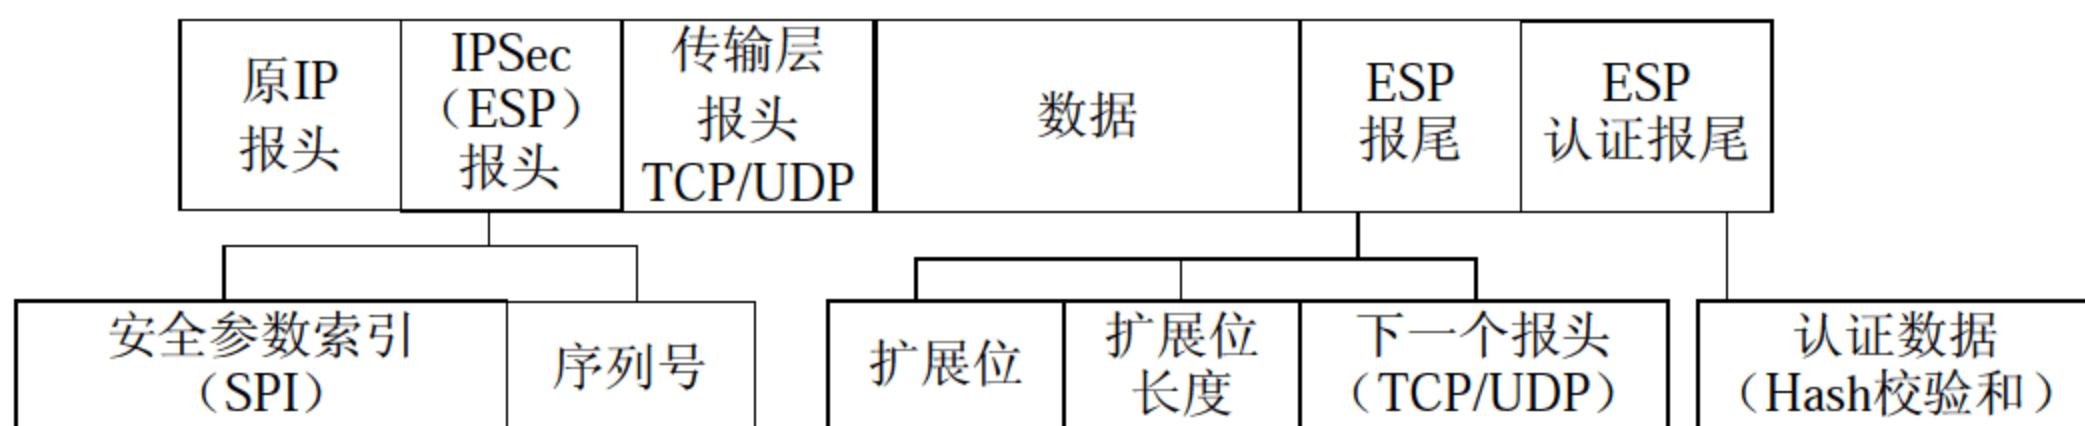 原IP
报头
IPSec
（ESP）
报头
传输层
报头
TCP/UDP
数据
ESP
报尾
ESP
认证报尾
安全参数索引
（SPI）
序列号
扩展位
扩展位
长度
下一个报头
（TCP/UDP）
认证数据
（Hash校验和）